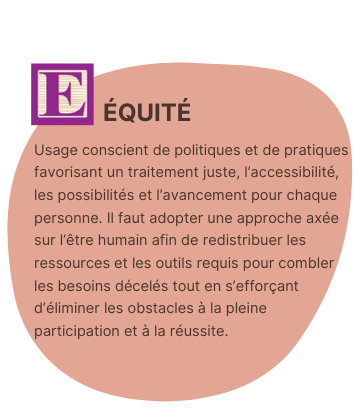 E
ÉQUITÉ
Usage conscient de politiques et de pratiques
favorisant un traitement juste, l’accessibilité,
les possibilités et l’avancement pour chaque
personne. Il faut adopter une approche axée
sur l’être humain afin de redistribuer les
ressources et les outils requis pour combler
les besoins décelés tout en s’efforçant
d’éliminer les obstacles à la pleine
participation et à la réussite.